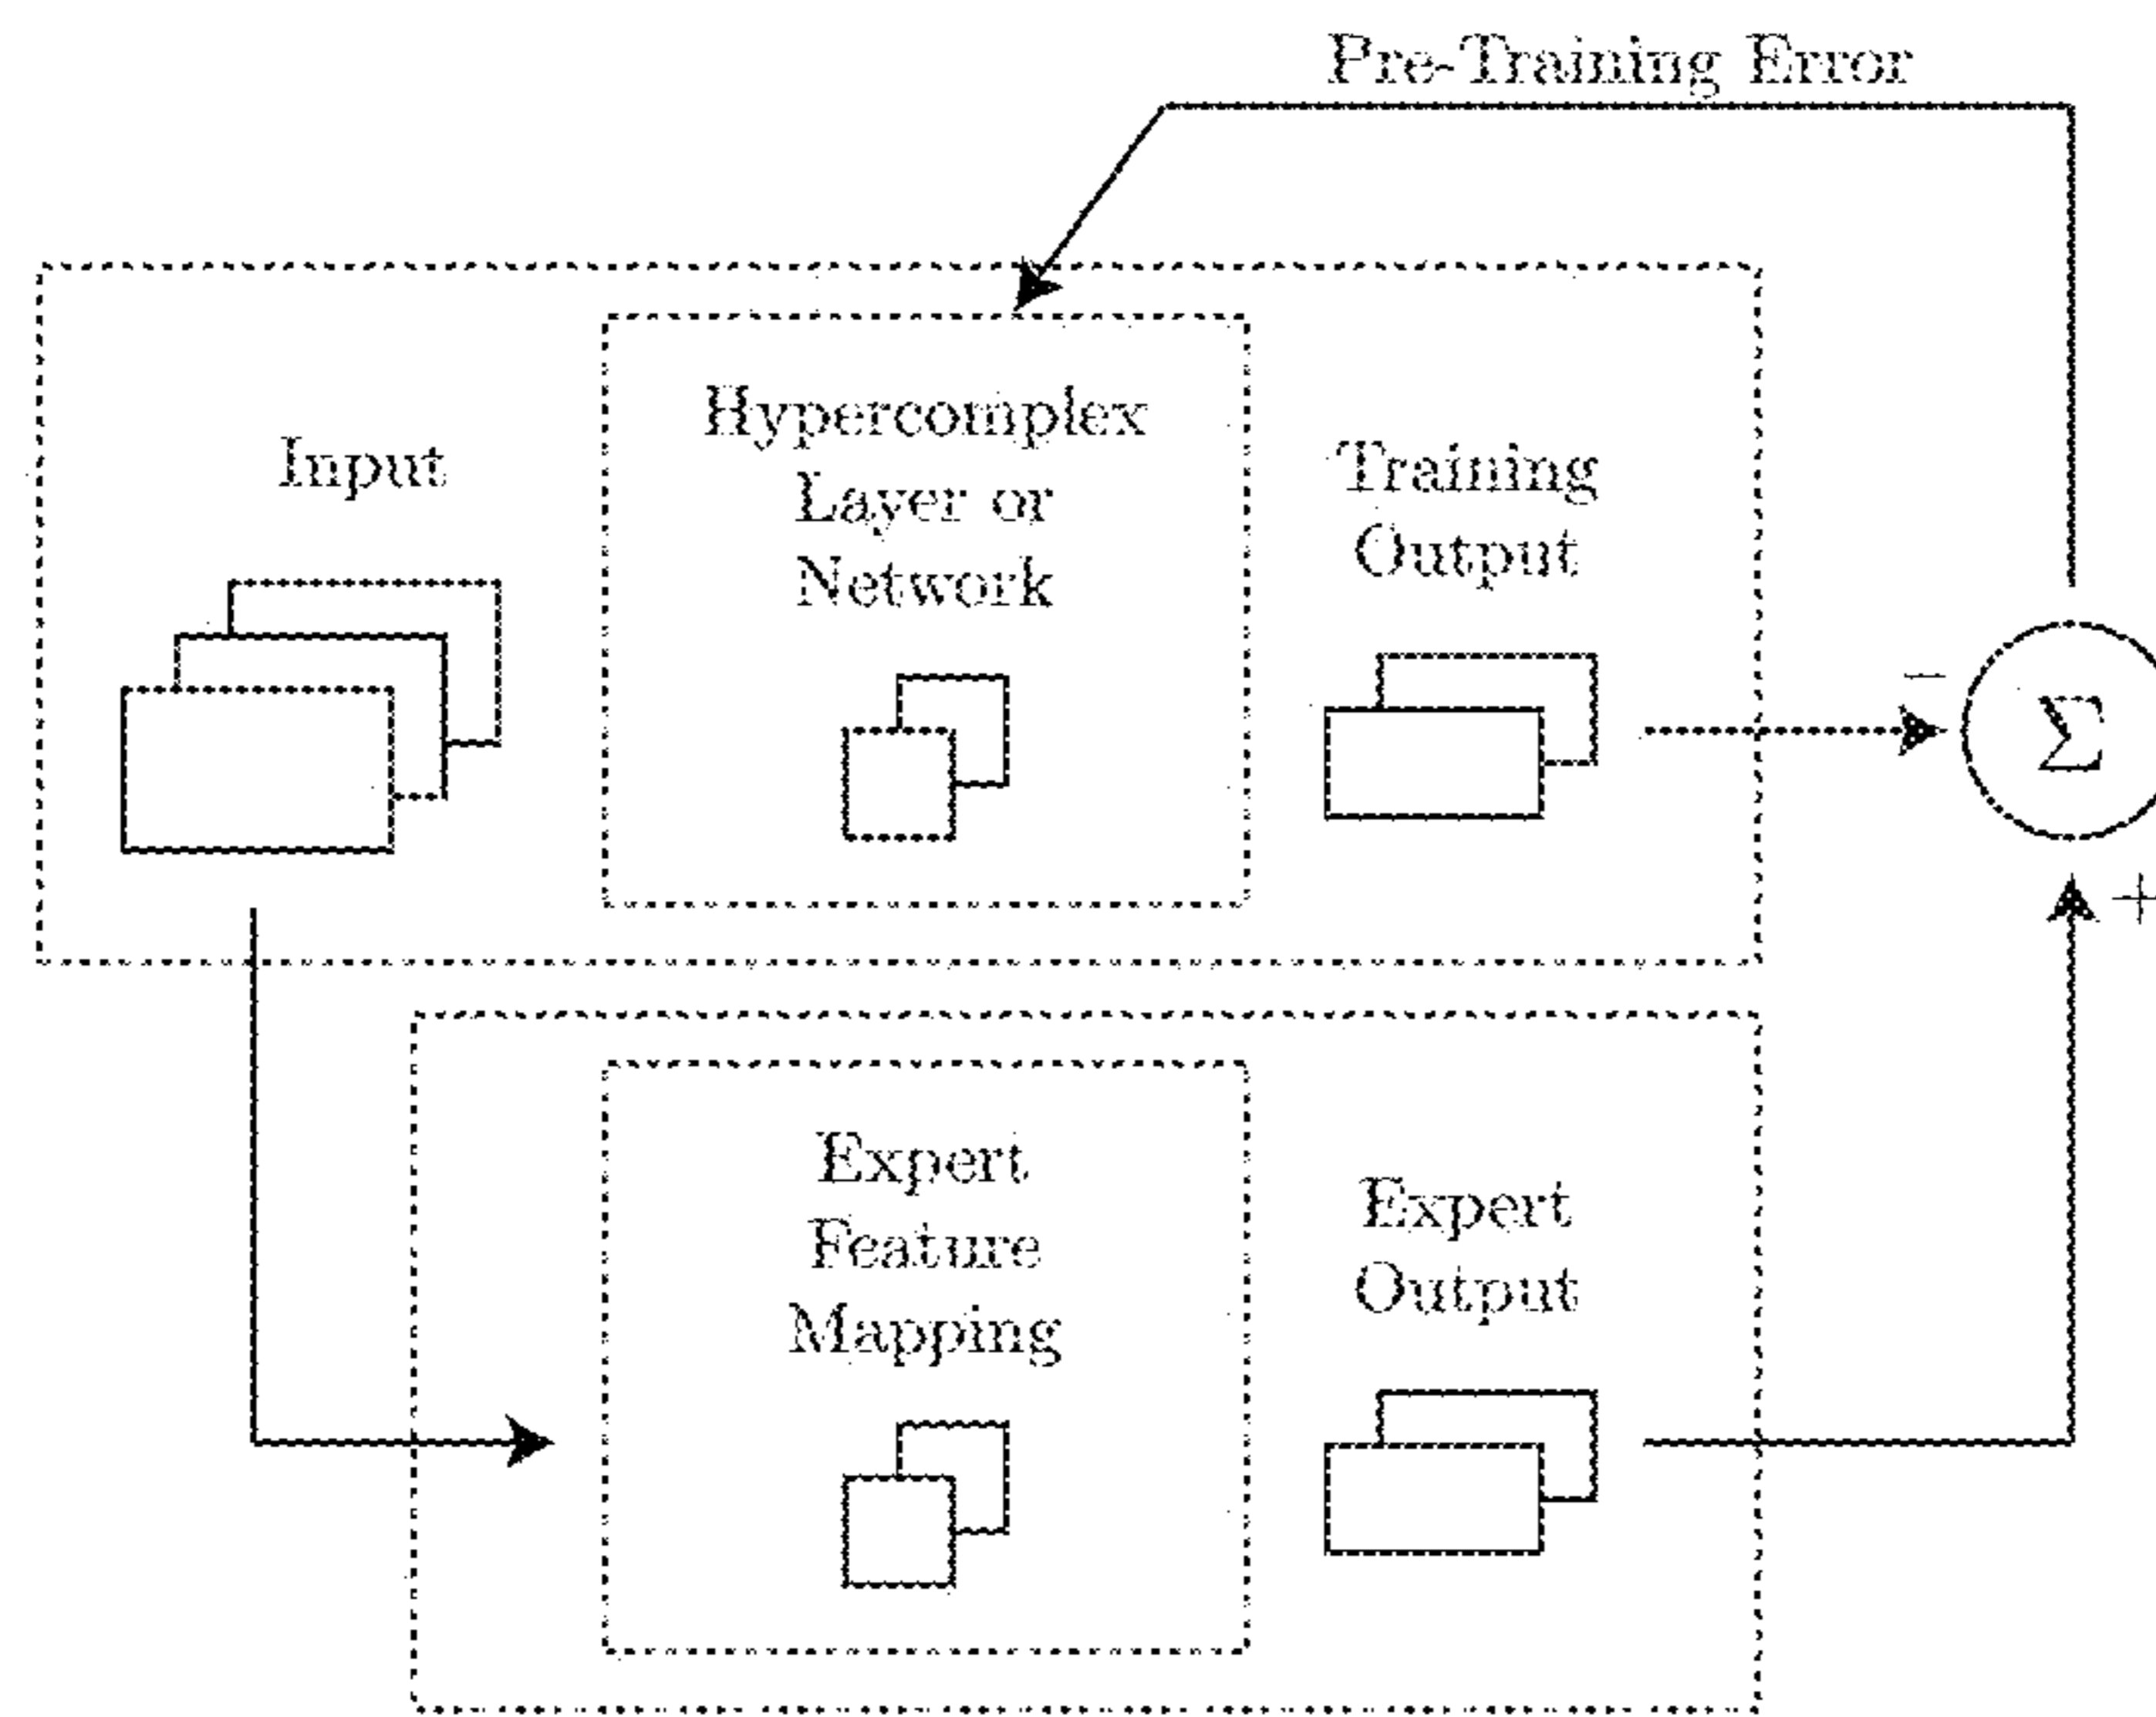 Pre-Training Error
Input
Hypercomplex
Layer or
Network
Training
Output
−
Σ
+
Expert
Feature
Mapping
Expert
Output